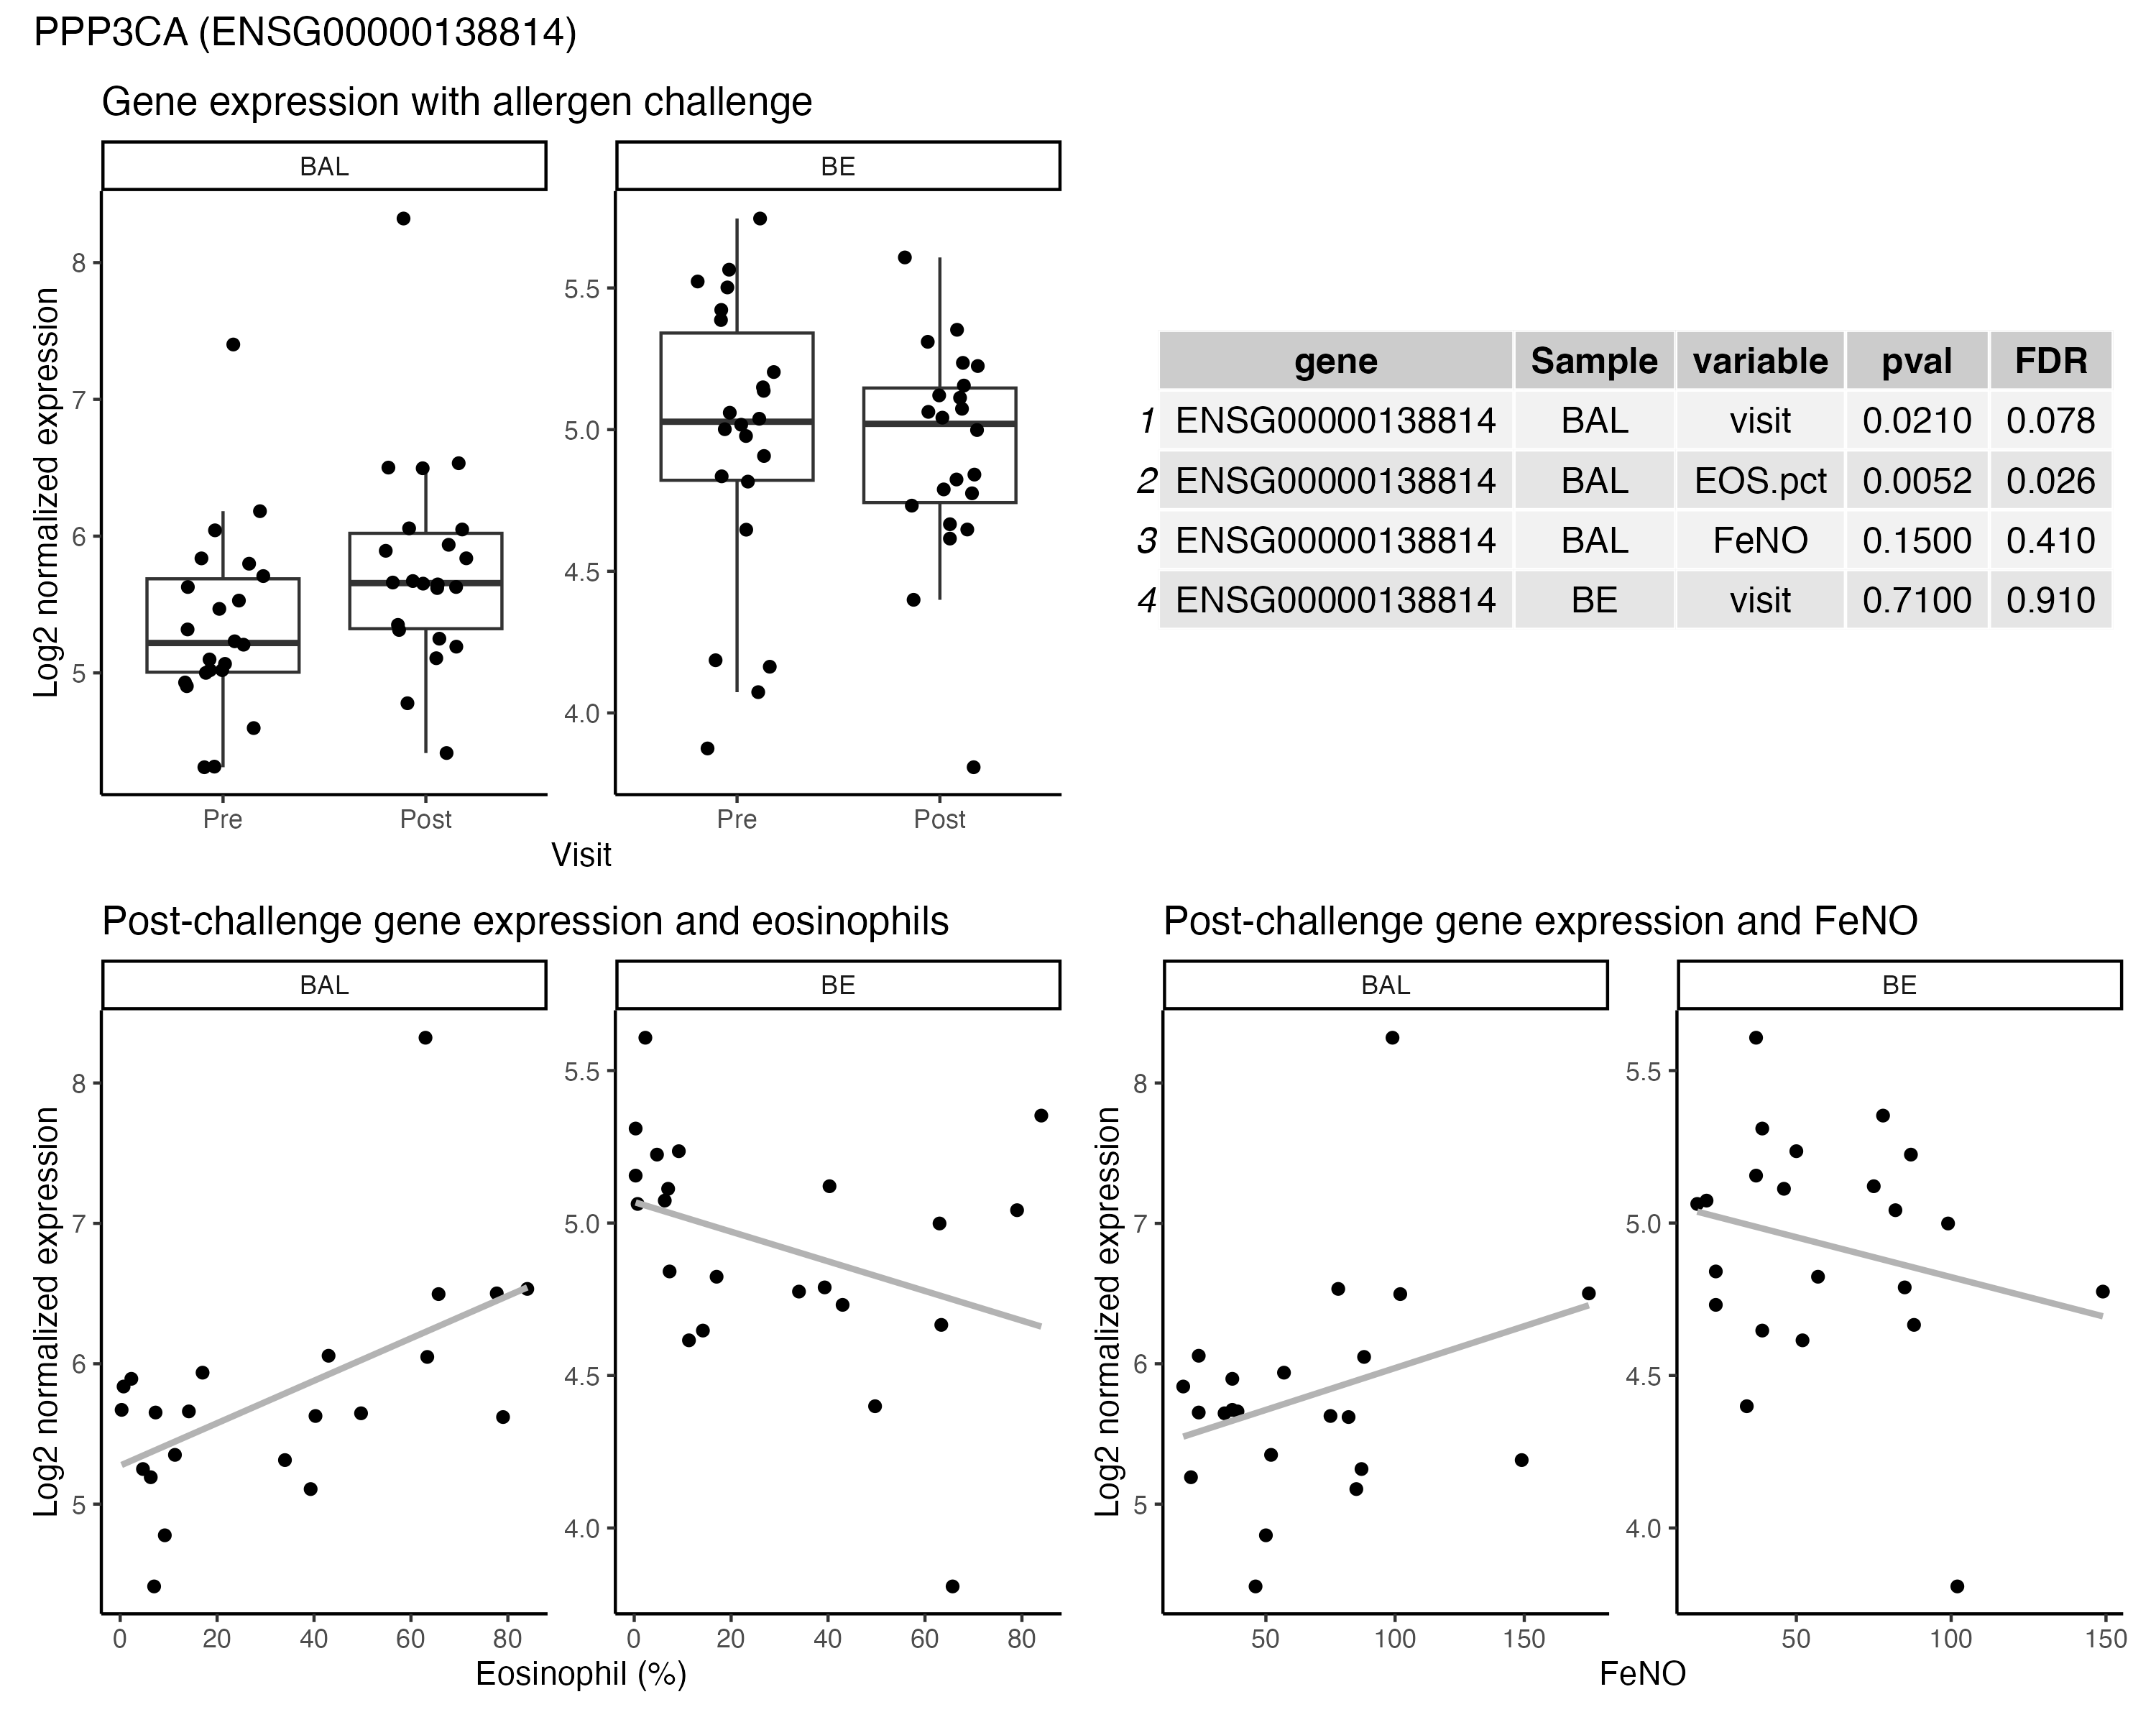 PPP3CA (ENSG00000138814)
Gene expression with allergen challenge
BAL
BE
Log2 normalized expression
8
7
6
5
5.5
5.0
4.5
4.0
Pre
Post
Pre
Post
Visit
gene Sample variable pval FDR
1 ENSG00000138814 BAL visit 0.0210 0.078
2 ENSG00000138814 BAL EOS.pct 0.0052 0.026
3 ENSG00000138814 BAL FeNO 0.1500 0.410
4 ENSG00000138814 BE visit 0.7100 0.910
Post-challenge gene expression and eosinophils
BAL
BE
Log2 normalized expression
8
7
6
5
5.5
5.0
4.5
4.0
0 20 40 60 80
0 20 40 60 80
Eosinophil (%)
Post-challenge gene expression and FeNO
BAL
BE
Log2 normalized expression
8
7
6
5
5.5
5.0
4.5
4.0
50 100 150
50 100 150
FeNO